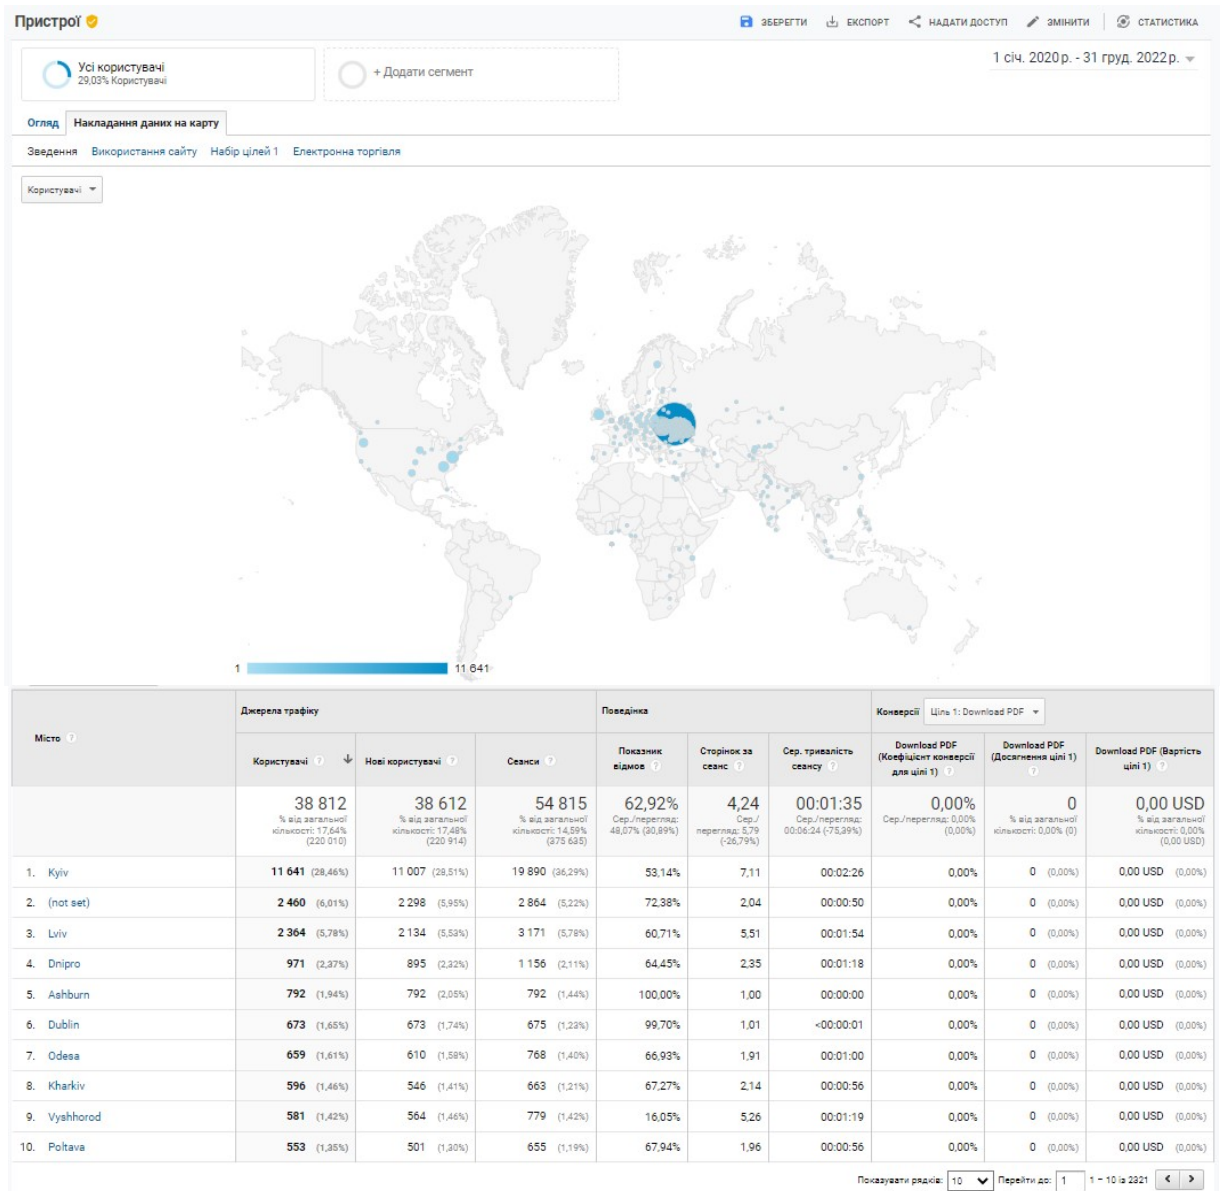 Пристрої
ЗБЕРЕГТИ ЕКСПОРТ НАДАТИ ДОСТУП ЗМІНИТИ СТАТИСТИКА
Усі користувачі
29,03% Користувачі
+ Додати сегмент
1 січ. 2020 р. - 31 груд. 2022 р.
Огляд Накладання даних на карту
Зведення Використання сайту Набір цілей 1 Електронна торгівля
Користувачі
1 11 641
Місто ?
Джерела трафіку
Поведінка
Конверсії Ціль 1: Download PDF
Користувачі ? Нові користувачі ? Сеанси ? Показник відмов ? Сторінок за сеанс ? Сер. тривалість сеансу ? Download PDF (Коефіцієнт конверсії для цілі 1) ? Download PDF (Досягнення цілі 1) ? Download PDF (Вартість цілі 1) ?
38 812 % від загальної кількості: 17,64% (220 010)
38 612 % від загальної кількості: 17,48% (220 914)
54 815 % від загальної кількості: 14,59% (375 635)
62,92% Сер./перегляд: 48,07% (30,89%)
4,24 Сер./перегляд: 5,79 (-26,79%)
00:01:35 Сер./перегляд: 00:06:24 (-75,39%)
0,00% Сер./перегляд: 0,00% (0,00%)
0 % від загальної кількості: 0,00% (0)
0,00 USD % від загальної кількості: 0,00% (0,00 USD)
1. Kyiv 11 641 (28,46%) 11 007 (28,51%) 19 890 (36,29%) 53,14% 7,11 00:02:26 0,00% 0 (0,00%) 0,00 USD (0,00%)
2. (not set) 2 460 (6,01%) 2 298 (5,95%) 2 864 (5,22%) 72,38% 2,04 00:00:50 0,00% 0 (0,00%) 0,00 USD (0,00%)
3. Lviv 2 364 (5,78%) 2 134 (5,53%) 3 171 (5,78%) 60,71% 5,51 00:01:54 0,00% 0 (0,00%) 0,00 USD (0,00%)
4. Dnipro 971 (2,37%) 895 (2,32%) 1 156 (2,11%) 64,45% 2,35 00:01:18 0,00% 0 (0,00%) 0,00 USD (0,00%)
5. Ashburn 792 (1,94%) 792 (2,05%) 792 (1,44%) 100,00% 1,00 00:00:00 0,00% 0 (0,00%) 0,00 USD (0,00%)
6. Dublin 673 (1,65%) 673 (1,74%) 675 (1,23%) 99,70% 1,01 <00:00:01 0,00% 0 (0,00%) 0,00 USD (0,00%)
7. Odesa 659 (1,61%) 610 (1,58%) 768 (1,40%) 66,93% 1,91 00:01:00 0,00% 0 (0,00%) 0,00 USD (0,00%)
8. Kharkiv 596 (1,46%) 546 (1,41%) 663 (1,21%) 67,27% 2,14 00:00:56 0,00% 0 (0,00%) 0,00 USD (0,00%)
9. Vyshhorod 581 (1,42%) 564 (1,46%) 779 (1,42%) 16,05% 5,26 00:01:19 0,00% 0 (0,00%) 0,00 USD (0,00%)
10. Poltava 553 (1,35%) 501 (1,30%) 655 (1,19%) 67,94% 1,96 00:00:56 0,00% 0 (0,00%) 0,00 USD (0,00%)
Показувати рядків: 10 Перейти до: 1 1 – 10 із 2321